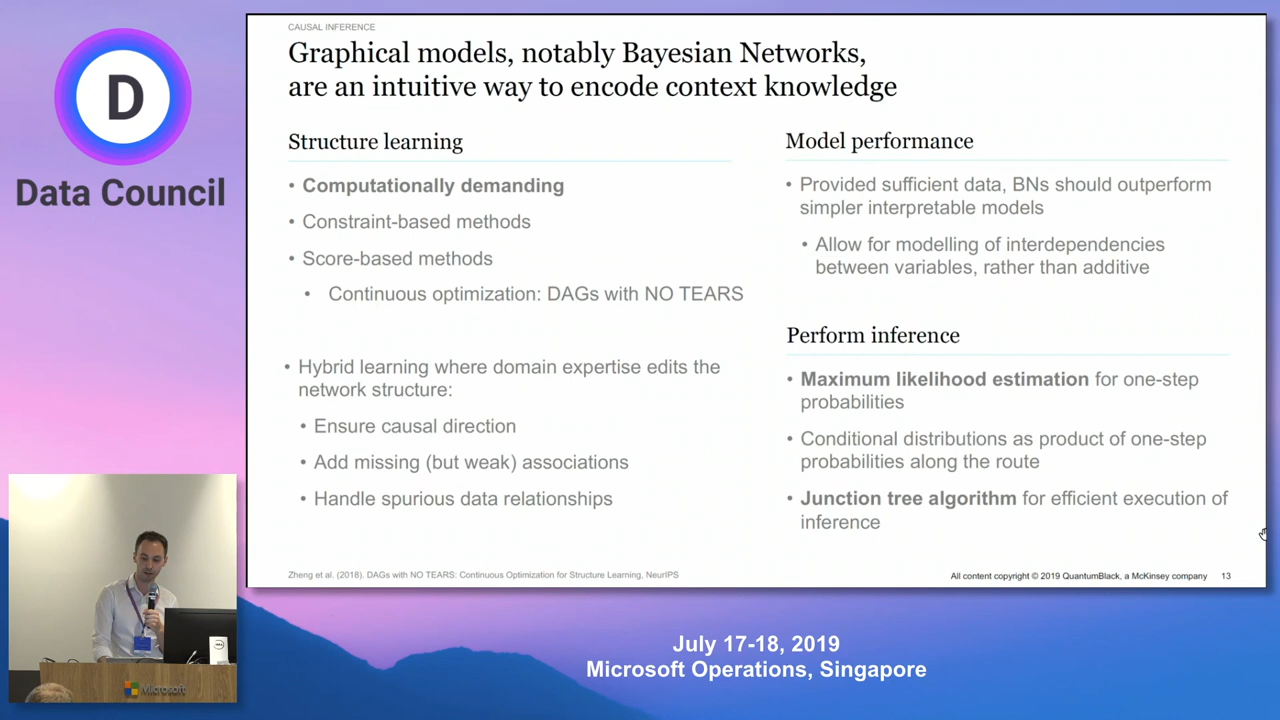 D
Data Council
CAUSAL INFERENCE
Graphical models, notably Bayesian Networks,
are an intuitive way to encode context knowledge
Structure learning
• Computationally demanding
• Constraint-based methods
• Score-based methods
• Continuous optimization: DAGs with NO TEARS
• Hybrid learning where domain expertise edits the
network structure:
• Ensure causal direction
• Add missing (but weak) associations
• Handle spurious data relationships
Model performance
• Provided sufficient data, BNs should outperform
simpler interpretable models
• Allow for modelling of interdependencies
between variables, rather than additive
Perform inference
• Maximum likelihood estimation for one-step
probabilities
• Conditional distributions as product of one-step
probabilities along the route
• Junction tree algorithm for efficient execution of
inference
Zheng et al. (2018). DAGs with NO TEARS: Continuous Optimization for Structure Learning, NeurIPS
All content copyright © 2019 QuantumBlack, a McKinsey company 13
Microsoft
July 17-18, 2019
Microsoft Operations, Singapore